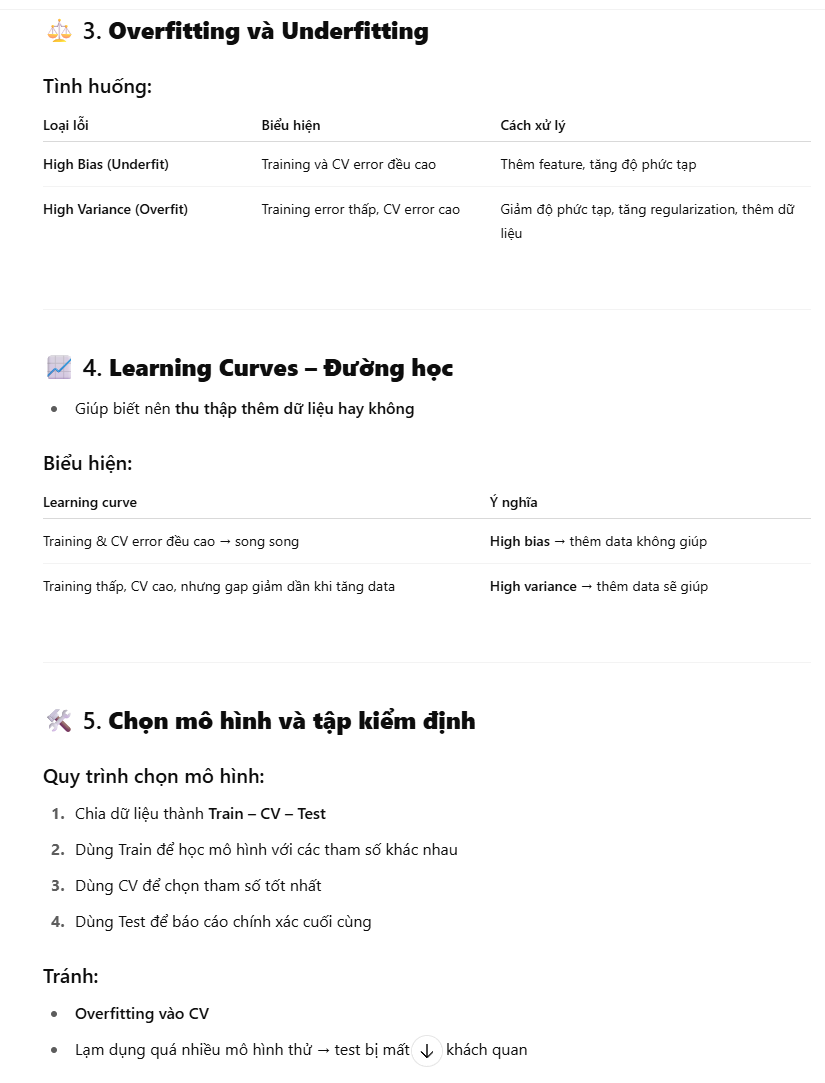 ⚖️ 3. Overfitting và Underfitting
Tình huống:
Loại lỗi Biểu hiện Cách xử lý
High Bias (Underfit) Training và CV error đều cao Thêm feature, tăng độ phức tạp
High Variance (Overfit) Training error thấp, CV error cao Giảm độ phức tạp, tăng regularization, thêm dữ
liệu
📈 4. Learning Curves – Đường học
• Giúp biết nên thu thập thêm dữ liệu hay không
Biểu hiện:
Learning curve Ý nghĩa
Training & CV error đều cao → song song High bias → thêm data không giúp
Training thấp, CV cao, nhưng gap giảm dần khi tăng data High variance → thêm data sẽ giúp
🛠️ 5. Chọn mô hình và tập kiểm định
Quy trình chọn mô hình:
1. Chia dữ liệu thành Train – CV – Test
2. Dùng Train để học mô hình với các tham số khác nhau
3. Dùng CV để chọn tham số tốt nhất
4. Dùng Test để báo cáo chính xác cuối cùng
Tránh:
• Overfitting vào CV
• Lạm dụng quá nhiều mô hình thử → test bị mất khách quan